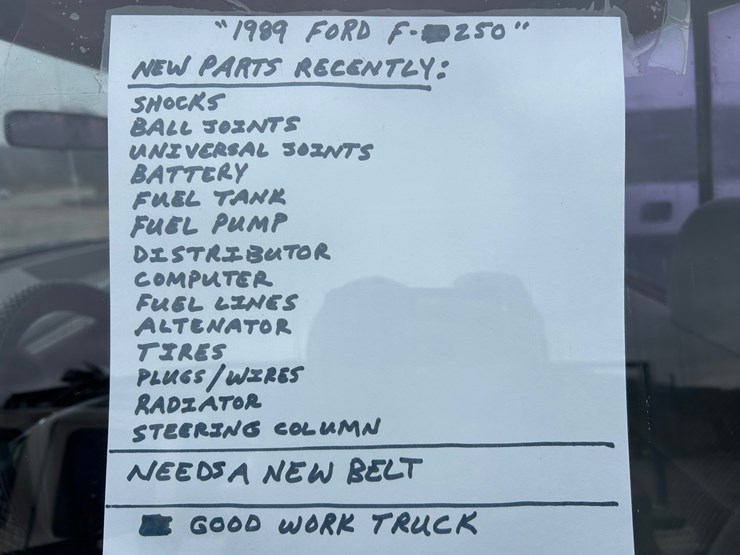 "1989 FORD F-250"
NEW PARTS RECENTLY:
SHOCKS
BALL JOINTS
UNIVERSAL JOINTS
BATTERY
FUEL TANK
FUEL PUMP
DISTRIBUTOR
COMPUTER
FUEL LINES
ALTENATOR
TIRES
PLUGS/WIRES
RADIATOR
STEERING COLUMN
NEEDS A NEW BELT
GOOD WORK TRUCK